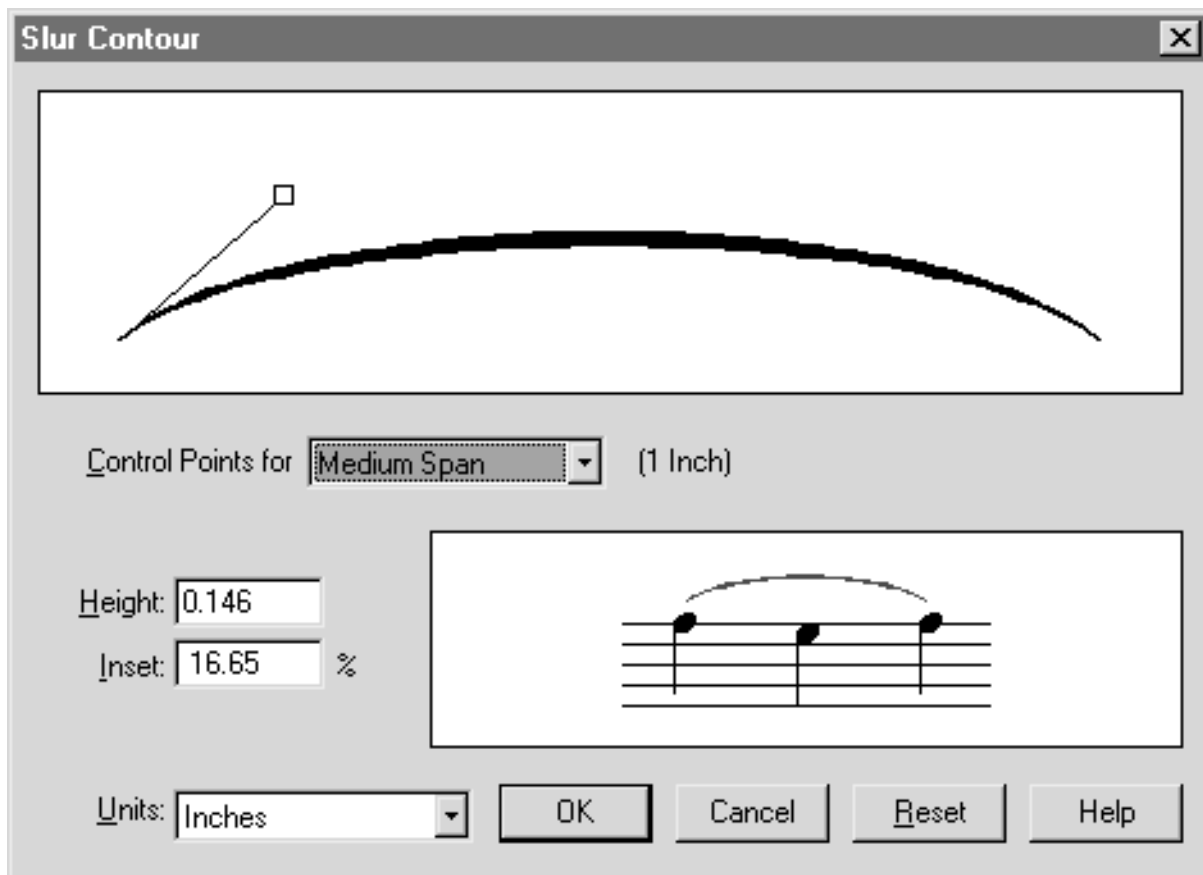 Slur Contour
Control Points for Medium Span (1 Inch)
Height: 0.146
Inset: 16.65 %
Units: Inches OK Cancel Reset Help